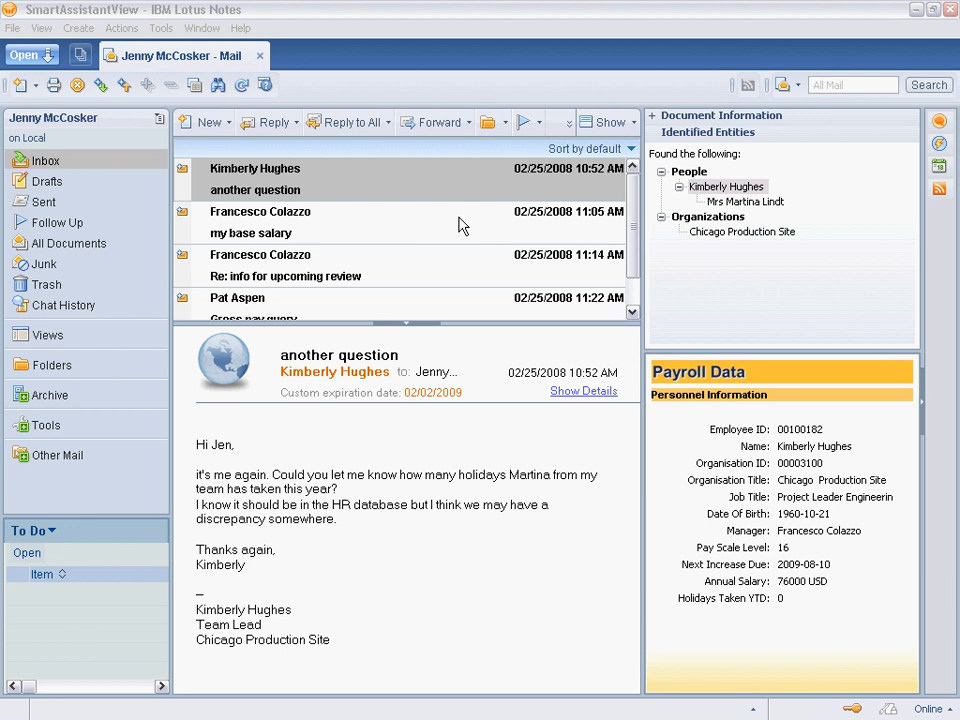 SmartAssistantView - IBM Lotus Notes
File View Create Actions Tools Window Help
Open
Jenny McCosker - Mail
All Mail
Search
Jenny McCosker
on Local
Inbox
Drafts
Sent
Follow Up
All Documents
Junk
Trash
Chat History
Views
Folders
Archive
Tools
Other Mail
To Do
Open
Item
New Reply Reply to All Forward Show
Sort by default
Kimberly Hughes 02/25/2008 10:52 AM
another question
Francesco Colazzo 02/25/2008 11:05 AM
my base salary
Francesco Colazzo 02/25/2008 11:14 AM
Re: info for upcoming review
Pat Aspen 02/25/2008 11:22 AM
Gross pay query
another question
Kimberly Hughes to: Jenny... 02/25/2008 10:52 AM
Custom expiration date: 02/02/2009 Show Details
Hi Jen,
it's me again. Could you let me know how many holidays Martina from my
team has taken this year?
I know it should be in the HR database but I think we may have a
discrepancy somewhere.
Thanks again,
Kimberly
--
Kimberly Hughes
Team Lead
Chicago Production Site
+ Document Information
Identified Entities
Found the following:
People
Kimberly Hughes
Mrs Martina Lindt
Organizations
Chicago Production Site
Payroll Data
Personnel Information
Employee ID: 00100182
Name: Kimberly Hughes
Organisation ID: 00003100
Organisation Title: Chicago Production Site
Job Title: Project Leader Engineerin
Date Of Birth: 1960-10-21
Manager: Francesco Colazzo
Pay Scale Level: 16
Next Increase Due: 2009-08-10
Annual Salary: 76000 USD
Holidays Taken YTD: 0
Online